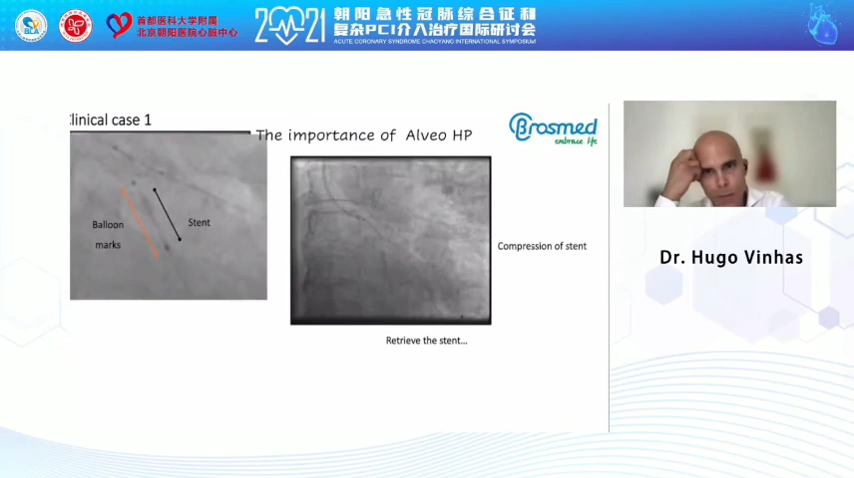 BLA
首都医科大学附属
北京朝阳医院心脏中心
2021
朝阳急性冠脉综合征和
复杂PCI介入治疗国际研讨会
ACUTE CORONARY SYNDROME CHAOYANG INTERNATIONAL SYMPOSIUM
Clinical case 1
The importance of Alveo HP
Brosmed
embrace life
Balloon
marks
Stent
Compression of stent
Retrieve the stent...
Dr. Hugo Vinhas